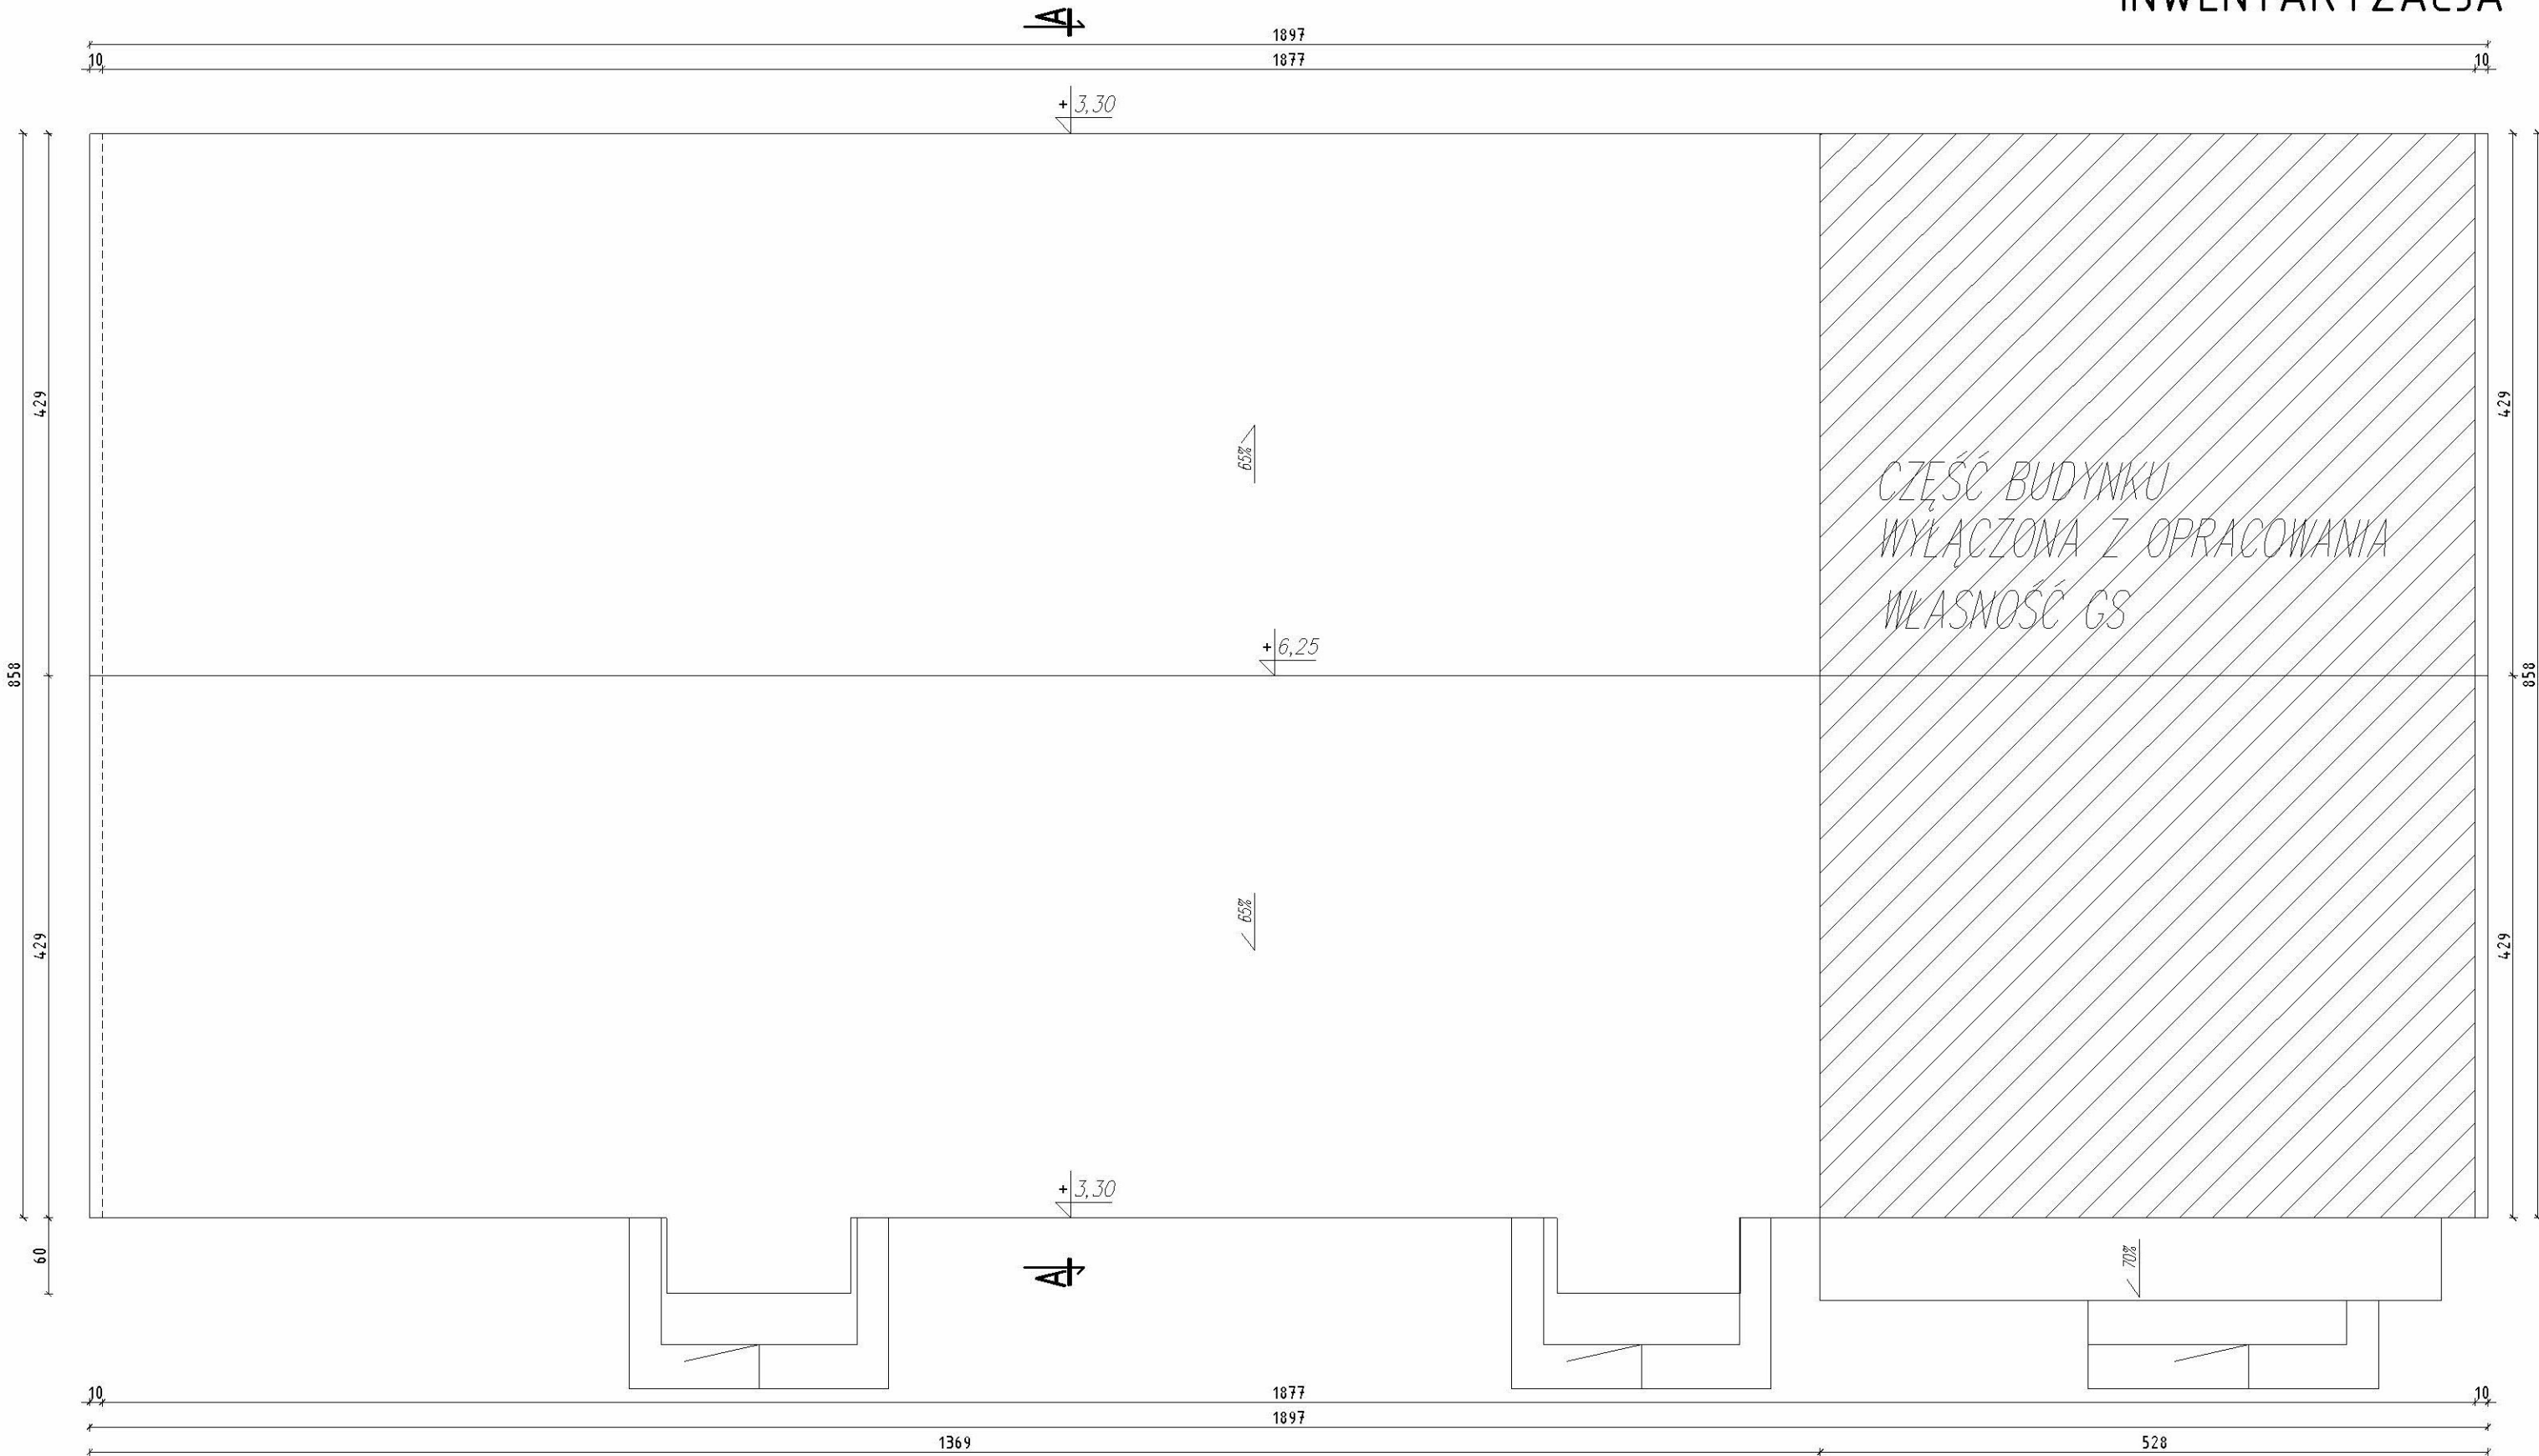 INWENTARYZACJA
A
1897
10 1877 10
+3,30
429 429
65%
CZĘŚĆ BUDYNKU
WYŁĄCZONA Z OPRACOWANIA
WŁASNOŚĆ GS
+6,25
858 858
65%
429 429
+3,30
60
A
70%
10 1877 10
1897
1369 528